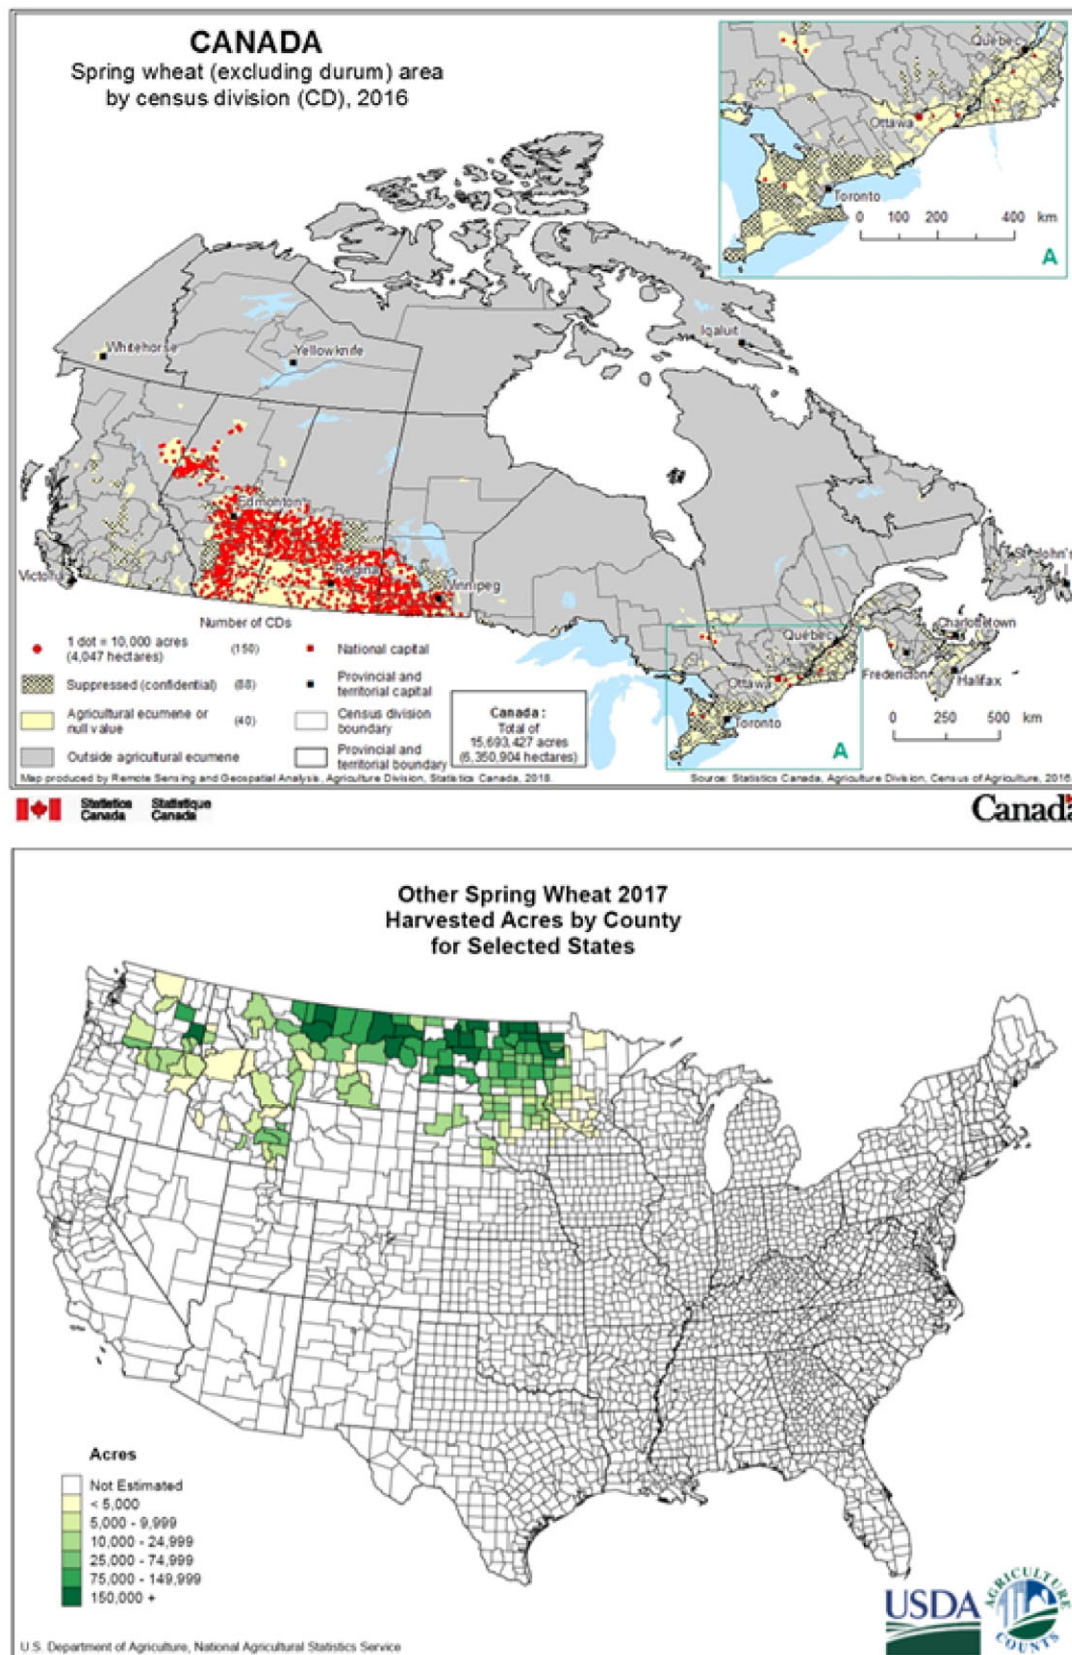 CANADA
Spring wheat (excluding durum) area
by census division (CD), 2016
Québec
Ottawa
Toronto
0 100 200 400 km
A
Iqaluit
Whitehorse
Yellowknife
Edmonton
Regina
Winnipeg
Victoria
St. John's
Charlottetown
Québec
Fredericton
Halifax
Ottawa
Toronto
0 250 500 km
A
Number of CDs
1 dot = 10,000 acres
(4,047 hectares)
(150)
National capital
Suppressed (confidential)
(88)
Provincial and
territorial capital
Agricultural ecumene or
null value
(40)
Census division
boundary
Outside agricultural ecumene
Provincial and
territorial boundary
Canada:
Total of
15,693,427 acres
(6,350,904 hectares)
Map produced by Remote Sensing and Geospatial Analysis, Agriculture Division, Statistics Canada, 2018.
Source: Statistics Canada, Agriculture Division, Census of Agriculture, 2016.
Statistics Statistique
Canada Canada
Canada
Other Spring Wheat 2017
Harvested Acres by County
for Selected States
Acres
Not Estimated
< 5,000
5,000 - 9,999
10,000 - 24,999
25,000 - 74,999
75,000 - 149,999
150,000 +
USDA
AGRICULTURE
COUNTS
U.S. Department of Agriculture, National Agricultural Statistics Service